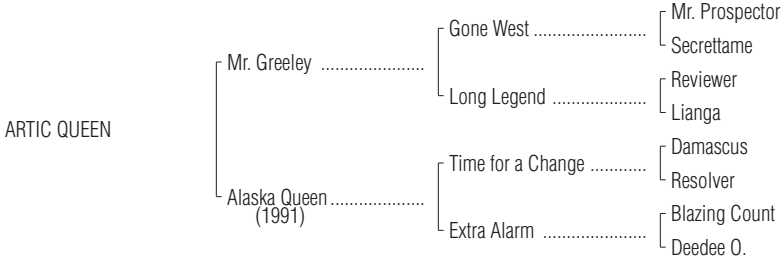 Mr. Prospector
Gone West ........................
Secrettame
Mr. Greeley ......................
Reviewer
Long Legend ....................
Lianga
ARTIC QUEEN
Damascus
Time for a Change ............
Resolver
Alaska Queen ....................
(1991)
Blazing Count
Extra Alarm ......................
Deedee O.